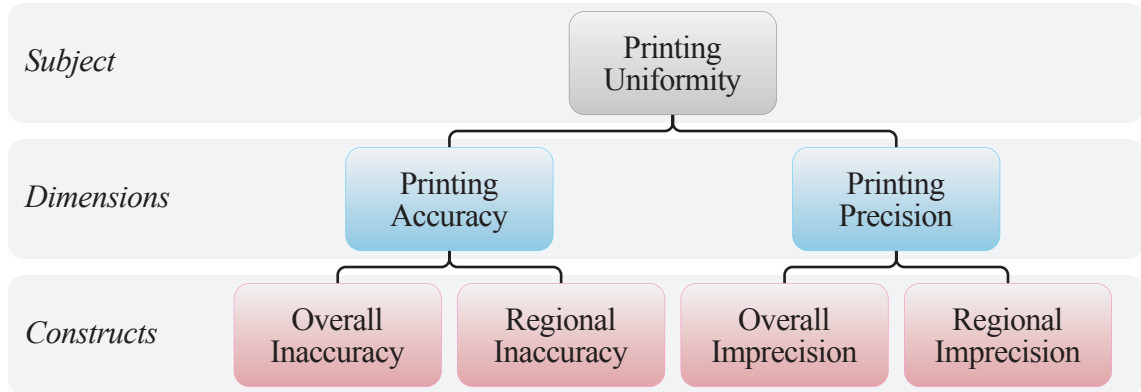 Subject
Printing
Uniformity
Dimensions
Printing
Accuracy
Printing
Precision
Constructs
Overall
Inaccuracy
Regional
Inaccuracy
Overall
Imprecision
Regional
Imprecision